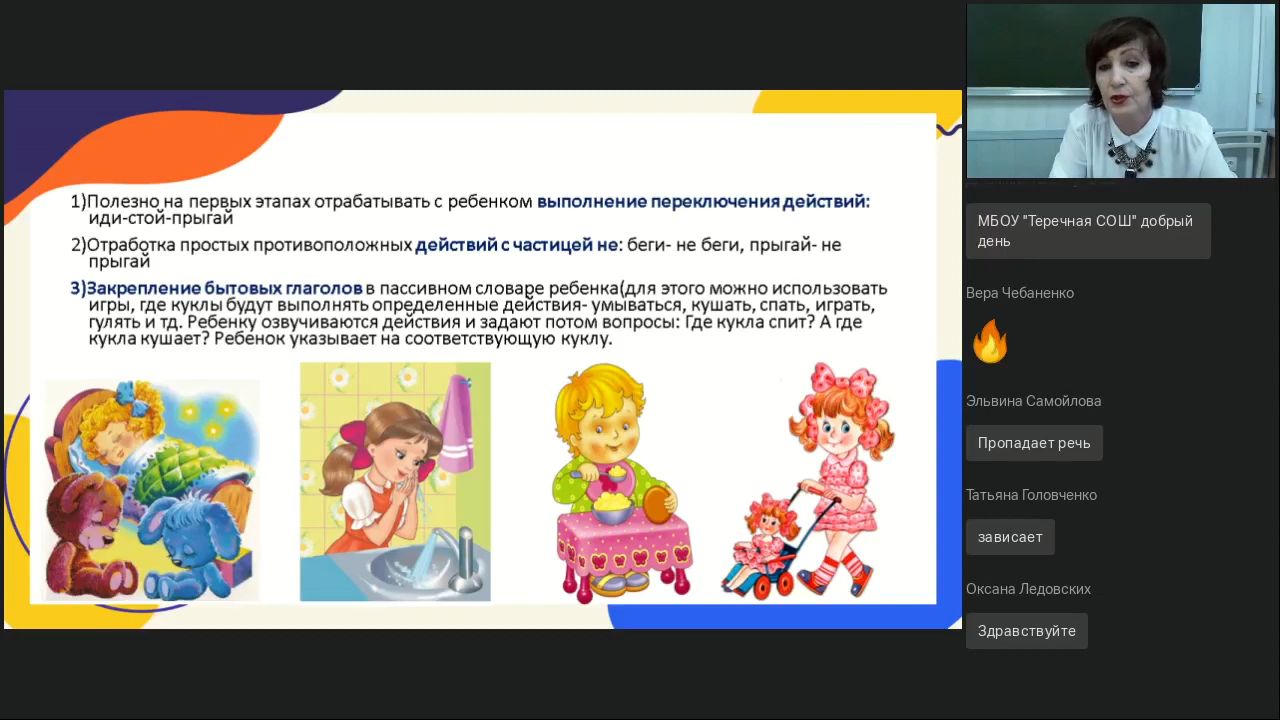 1)Полезно на первых этапах отрабатывать с ребенком выполнение переключения действий:
иди-стой-прыгай
2)Отработка простых противоположных действий с частицей не: беги- не беги, прыгай- не
прыгай
3)Закрепление бытовых глаголов в пассивном словаре ребенка(для этого можно использовать
игры, где куклы будут выполнять определенные действия- умываться, кушать, спать, играть,
гулять и тд. Ребенку озвучиваются действия и задают потом вопросы: Где кукла спит? А где
кукла кушает? Ребенок указывает на соответствующую куклу.
МБОУ "Теречная СОШ" добрый
день
Вера Чебаненко
Эльвина Самойлова
Пропадает речь
Татьяна Головченко
зависает
Оксана Ледовских
Здравствуйте